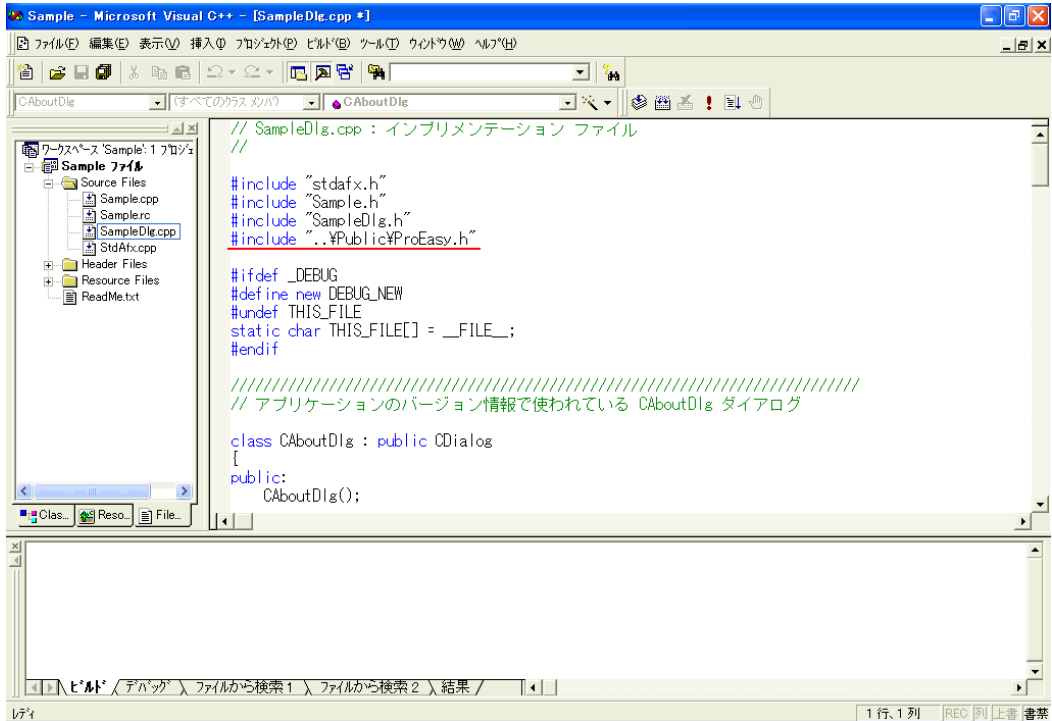 Sample - Microsoft Visual C++ - [SampleDlg.cpp *]
ファイル(F) 編集(E) 表示(V) 挿入(I) プロジェクト(P) ビルド(B) ツール(T) ウィンドウ(W) ヘルプ(H)
CAboutDlg (すべてのクラス メンバ) CAboutDlg
ワークスペース 'Sample': 1 プロジェ
Sample ファイル
Source Files
Sample.cpp
Sample.rc
SampleDlg.cpp
StdAfx.cpp
Header Files
Resource Files
ReadMe.txt
Clas... Reso... File...
// SampleDlg.cpp : インプリメンテーション ファイル
//
#include "stdafx.h"
#include "Sample.h"
#include "SampleDlg.h"
#include "..¥Public¥ProEasy.h"
#ifdef _DEBUG
#define new DEBUG_NEW
#undef THIS_FILE
static char THIS_FILE[] = __FILE__;
#endif
/////////////////////////////////////////////////////////////////////////////
// アプリケーションのバージョン情報で使われている CAboutDlg ダイアログ
class CAboutDlg : public CDialog
{
public:
CAboutDlg();
ビルド デバッグ ファイルから検索 1 ファイルから検索 2 結果
レディ 1 行、1 列 REC 列 上書 書禁